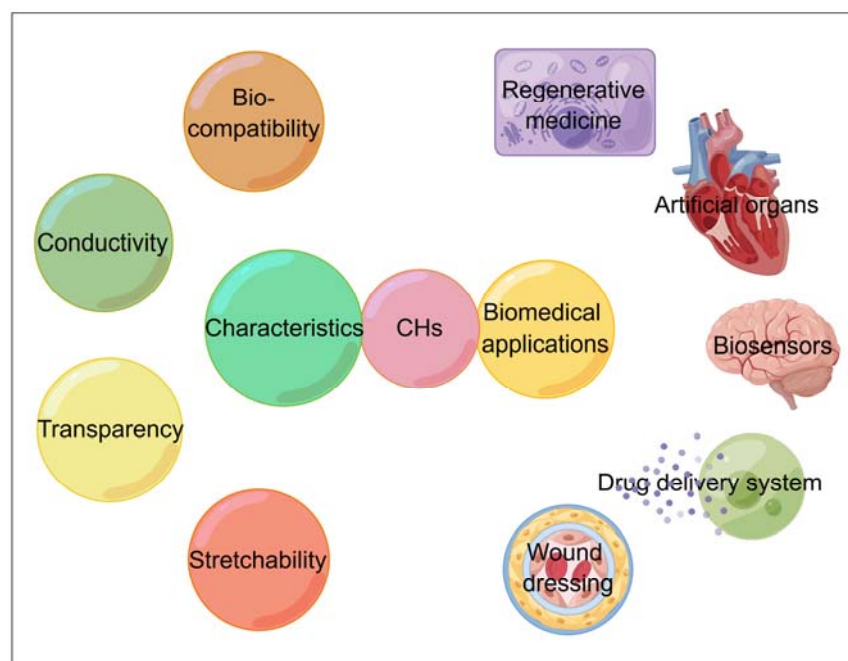 Bio-
compatibility
Regenerative
medicine
Conductivity
Artificial organs
Characteristics
CHs
Biomedical
applications
Biosensors
Transparency
Drug delivery system
Stretchability
Wound
dressing